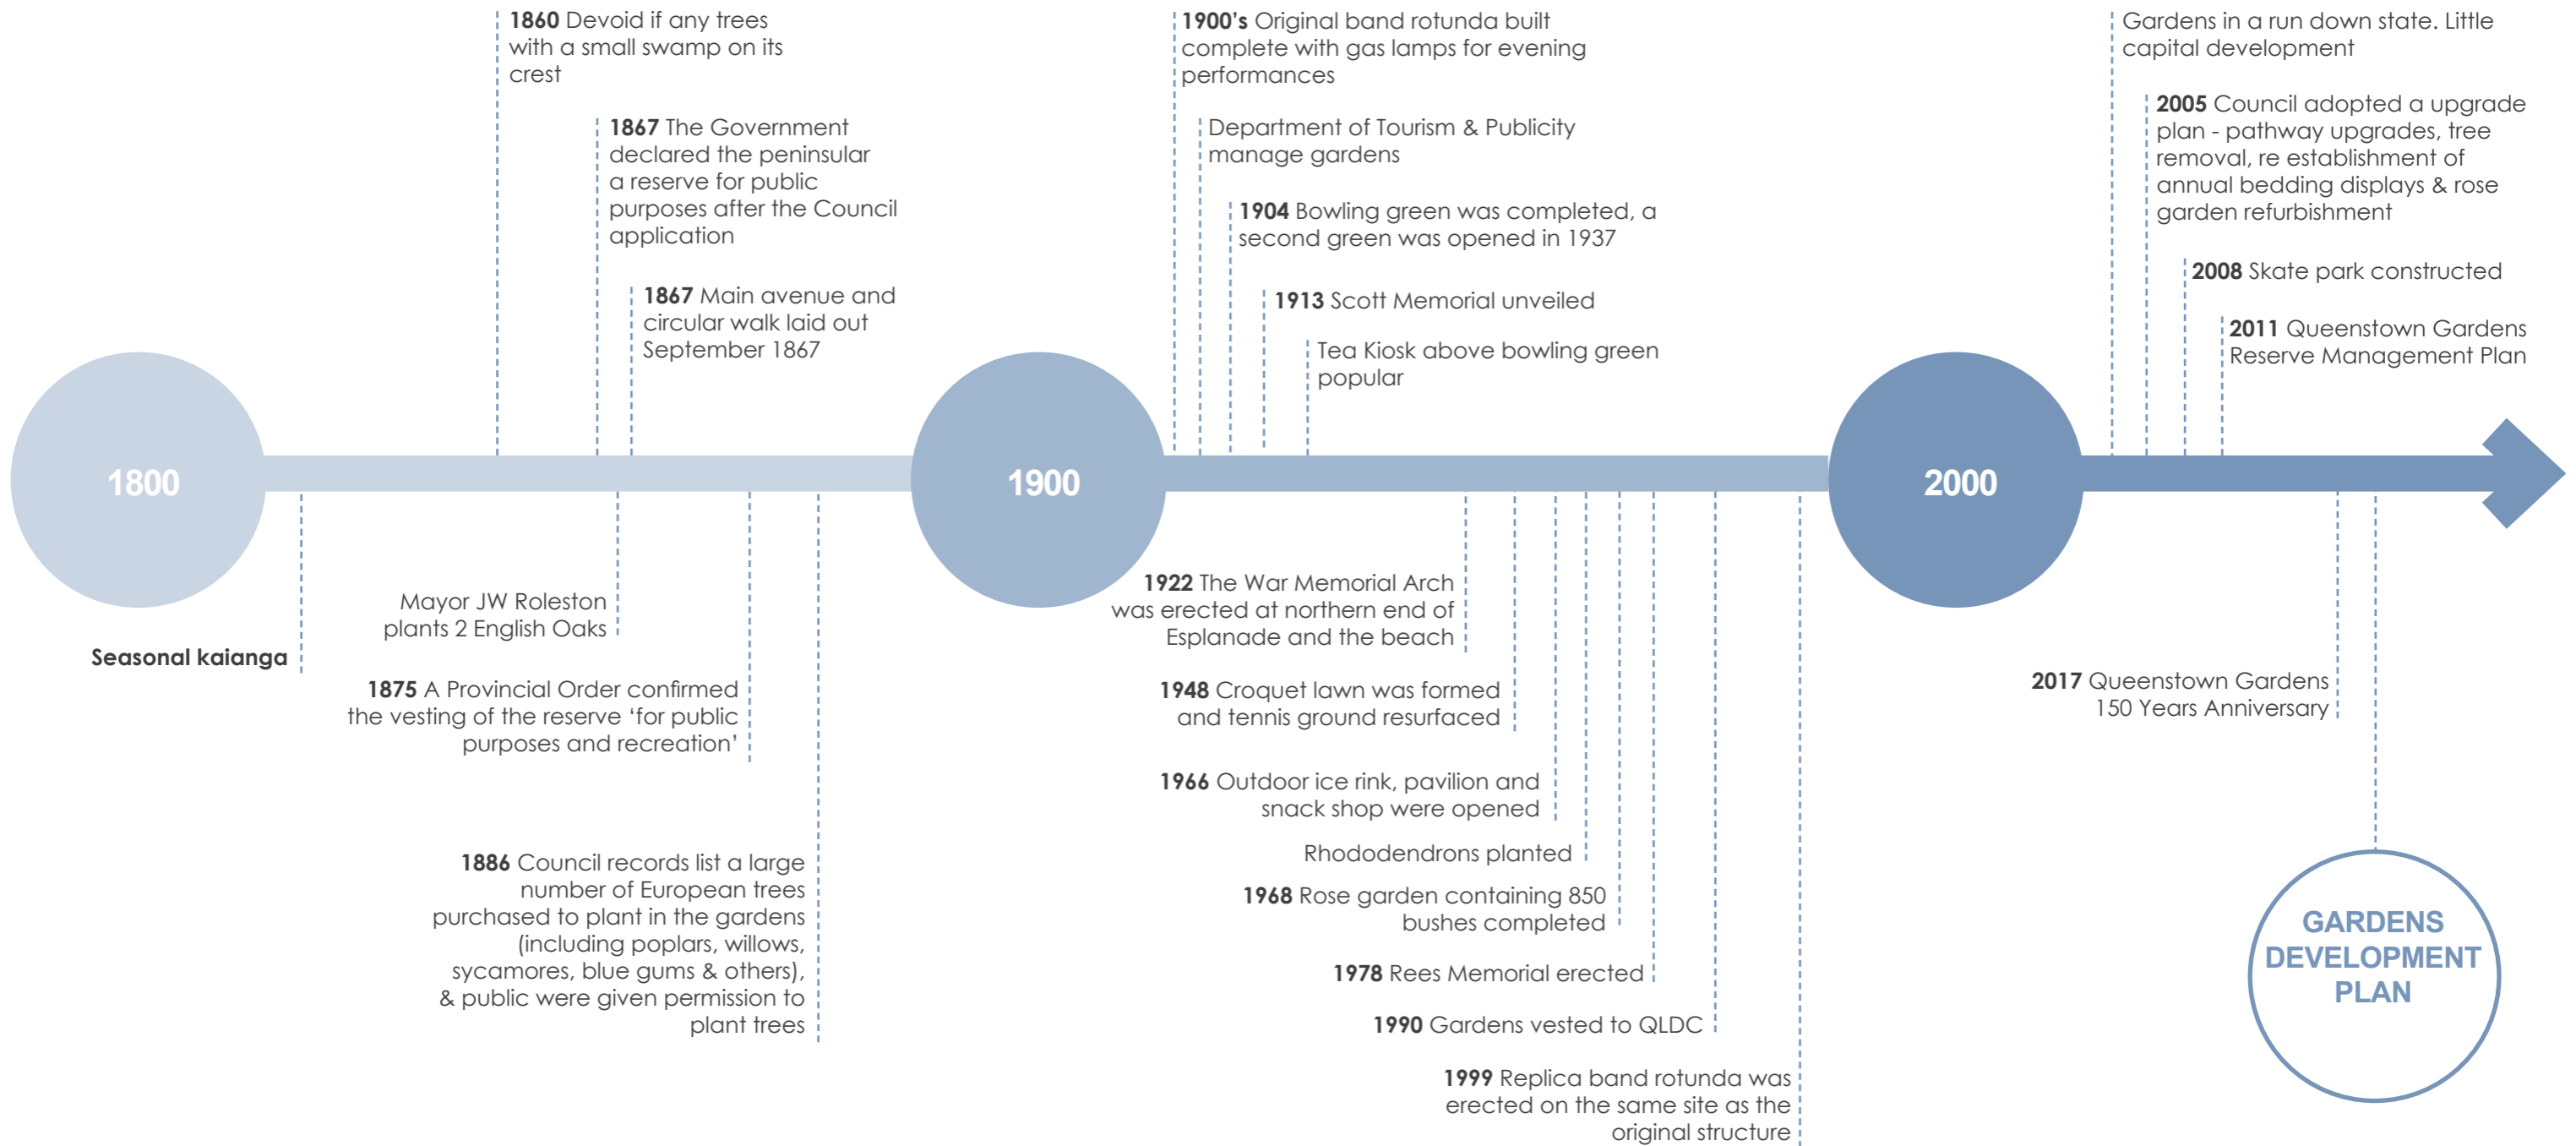 1860 Devoid if any trees
with a small swamp on its
crest
1867 The Government
declared the peninsular
a reserve for public
purposes after the Council
application
1867 Main avenue and
circular walk laid out
September 1867
1900's Original band rotunda built
complete with gas lamps for evening
performances
Department of Tourism & Publicity
manage gardens
1904 Bowling green was completed, a
second green was opened in 1937
1913 Scott Memorial unveiled
Tea Kiosk above bowling green
popular
Gardens in a run down state. Little
capital development
2005 Council adopted a upgrade
plan - pathway upgrades, tree
removal, re establishment of
annual bedding displays & rose
garden refurbishment
2008 Skate park constructed
2011 Queenstown Gardens
Reserve Management Plan
1800
1900
2000
Seasonal kaianga
Mayor JW Roleston
plants 2 English Oaks
1875 A Provincial Order confirmed
the vesting of the reserve ‘for public
purposes and recreation’
1886 Council records list a large
number of European trees
purchased to plant in the gardens
(including poplars, willows,
sycamores, blue gums & others),
& public were given permission to
plant trees
1922 The War Memorial Arch
was erected at northern end of
Esplanade and the beach
1948 Croquet lawn was formed
and tennis ground resurfaced
1966 Outdoor ice rink, pavilion and
snack shop were opened
Rhododendrons planted
1968 Rose garden containing 850
bushes completed
1978 Rees Memorial erected
1990 Gardens vested to QLDC
1999 Replica band rotunda was
erected on the same site as the
original structure
2017 Queenstown Gardens
150 Years Anniversary
GARDENS
DEVELOPMENT
PLAN